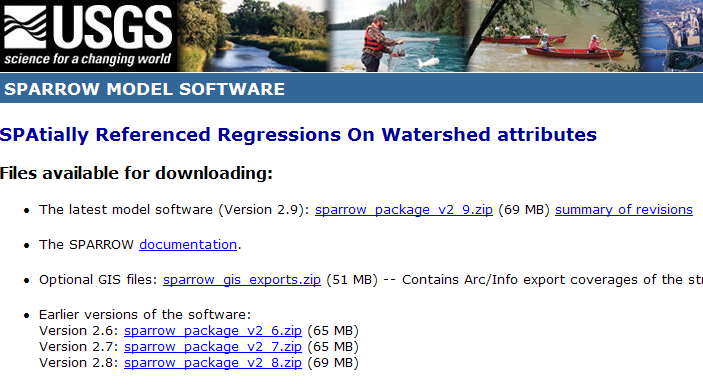 USGS
science for a changing world
SPARROW MODEL SOFTWARE
SPAtially Referenced Regressions On Watershed attributes
Files available for downloading:
• The latest model software (Version 2.9): sparrow_package_v2_9.zip (69 MB) summary of revisions
• The SPARROW documentation.
• Optional GIS files: sparrow_gis_exports.zip (51 MB) -- Contains Arc/Info export coverages of the
• Earlier versions of the software:
Version 2.6: sparrow_package_v2_6.zip (65 MB)
Version 2.7: sparrow_package_v2_7.zip (65 MB)
Version 2.8: sparrow_package_v2_8.zip (69 MB)